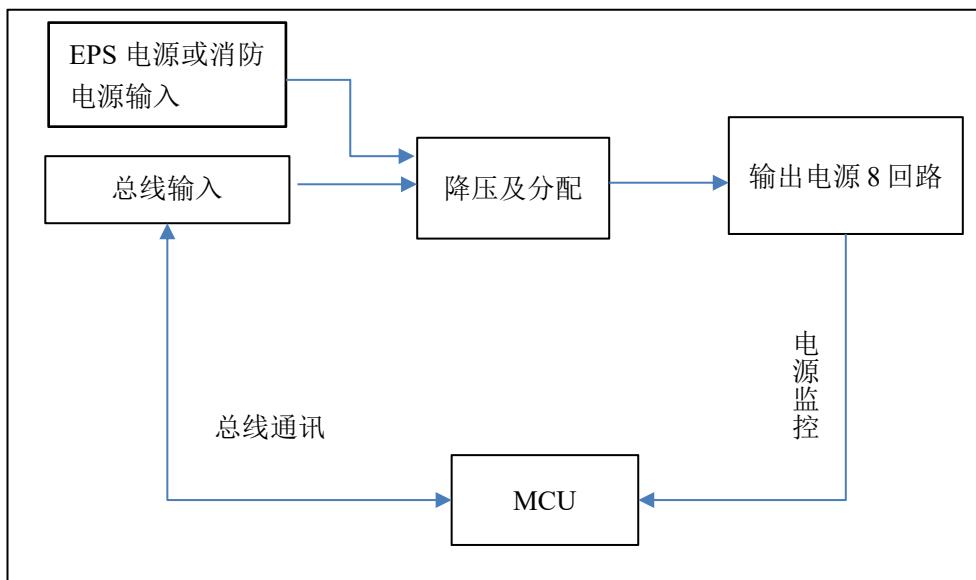 EPS 电源或消防
电源输入
总线输入
降压及分配
输出电源 8 回路
电源监控
总线通讯
MCU